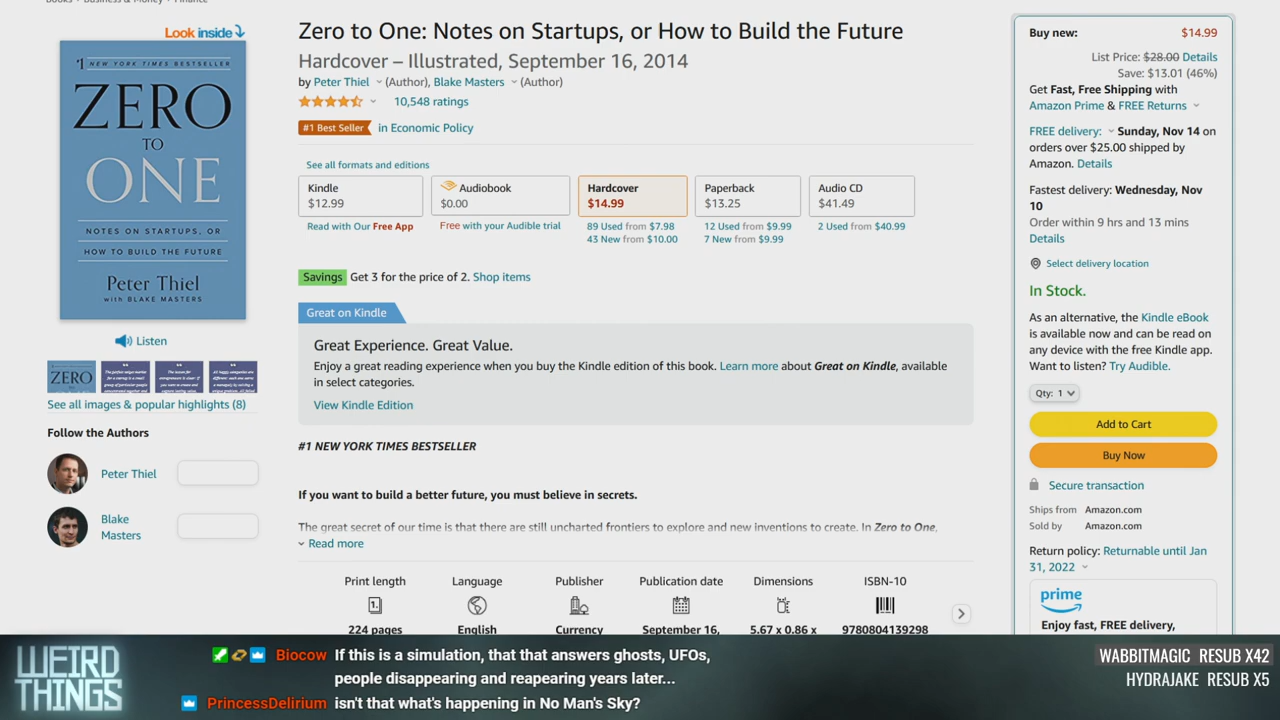 Books › Business & Money › Finance
Look inside
#1 NEW YORK TIMES BESTSELLER
ZERO
TO
ONE
NOTES ON STARTUPS, OR
HOW TO BUILD THE FUTURE
Peter Thiel
with BLAKE MASTERS
Listen
ZERO
See all images & popular highlights (8)
Follow the Authors
Peter Thiel
Blake
Masters
Zero to One: Notes on Startups, or How to Build the Future
Hardcover – Illustrated, September 16, 2014
by Peter Thiel (Author), Blake Masters (Author)
10,548 ratings
#1 Best Seller in Economic Policy
See all formats and editions
Kindle
$12.99
Read with Our Free App
Audiobook
$0.00
Free with your Audible trial
Hardcover
$14.99
89 Used from $7.98
43 New from $10.00
Paperback
$13.25
12 Used from $9.99
7 New from $9.99
Audio CD
$41.49
2 Used from $40.99
Savings Get 3 for the price of 2. Shop items
Great on Kindle
Great Experience. Great Value.
Enjoy a great reading experience when you buy the Kindle edition of this book. Learn more about Great on Kindle, available
in select categories.
View Kindle Edition
#1 NEW YORK TIMES BESTSELLER
If you want to build a better future, you must believe in secrets.
The great secret of our time is that there are still uncharted frontiers to explore and new inventions to create. In Zero to One,
Read more
Print length
224 pages
Language
English
Publisher
Currency
Publication date
September 16,
Dimensions
5.67 x 0.86 x
ISBN-10
9780804139298
Buy new: $14.99
List Price: $28.00 Details
Save: $13.01 (46%)
Get Fast, Free Shipping with
Amazon Prime & FREE Returns
FREE delivery: Sunday, Nov 14 on
orders over $25.00 shipped by
Amazon. Details
Fastest delivery: Wednesday, Nov
10
Order within 9 hrs and 13 mins
Details
Select delivery location
In Stock.
As an alternative, the Kindle eBook
is available now and can be read on
any device with the free Kindle app.
Want to listen? Try Audible.
Qty: 1
Add to Cart
Buy Now
Secure transaction
Ships from Amazon.com
Sold by Amazon.com
Return policy: Returnable until Jan
31, 2022
prime
Enjoy fast, FREE delivery,
WEIRD
THINGS
Biocow If this is a simulation, that that answers ghosts, UFOs,
people disappearing and reapearing years later...
PrincessDelirium isn't that what's happening in No Man's Sky?
WABBITMAGIC RESUB X42
HYDRAJAKE RESUB X5